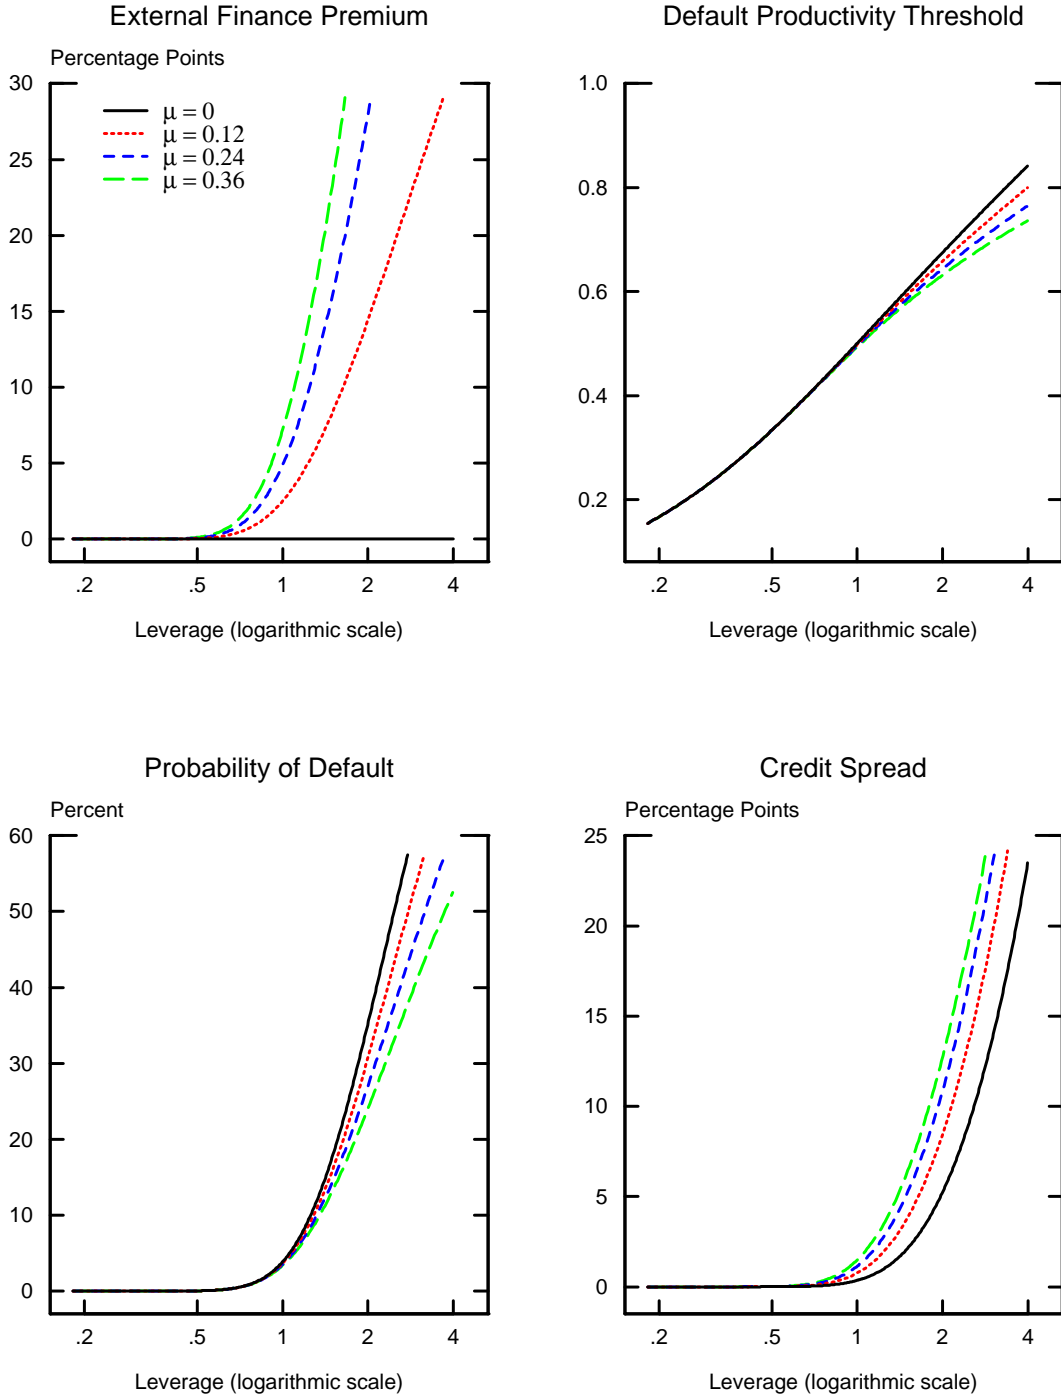 External Finance Premium
Percentage Points
30
25
20
15
10
5
0
μ = 0
μ = 0.12
μ = 0.24
μ = 0.36
.2 .5 1 2 4
Leverage (logarithmic scale)
Default Productivity Threshold
1.0
0.8
0.6
0.4
0.2
.2 .5 1 2 4
Leverage (logarithmic scale)
Probability of Default
Percent
60
50
40
30
20
10
0
.2 .5 1 2 4
Leverage (logarithmic scale)
Credit Spread
Percentage Points
25
20
15
10
5
0
.2 .5 1 2 4
Leverage (logarithmic scale)